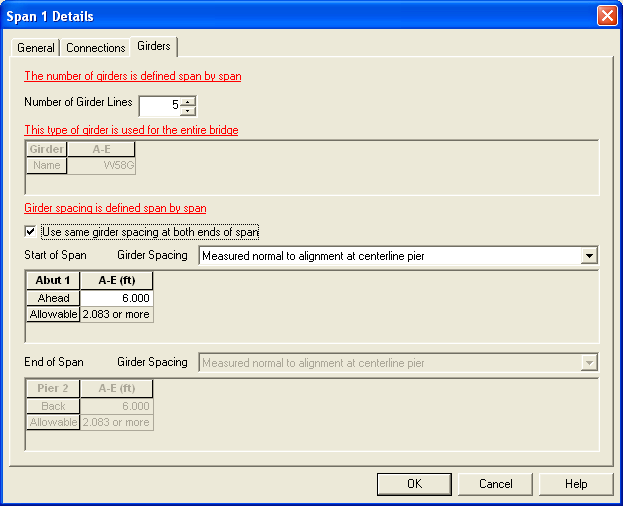 Span 1 Details
General Connections Girders
The number of girders is defined span by span
Number of Girder Lines 5
This type of girder is used for the entire bridge
Girder A-E
Name W58G
Girder spacing is defined span by span
Use same girder spacing at both ends of span
Start of Span Girder Spacing Measured normal to alignment at centerline pier
Abut 1 A-E (ft)
Ahead 6.000
Allowable 2.083 or more
End of Span Girder Spacing Measured normal to alignment at centerline pier
Pier 2 A-E (ft)
Back 6.000
Allowable 2.083 or more
OK Cancel Help